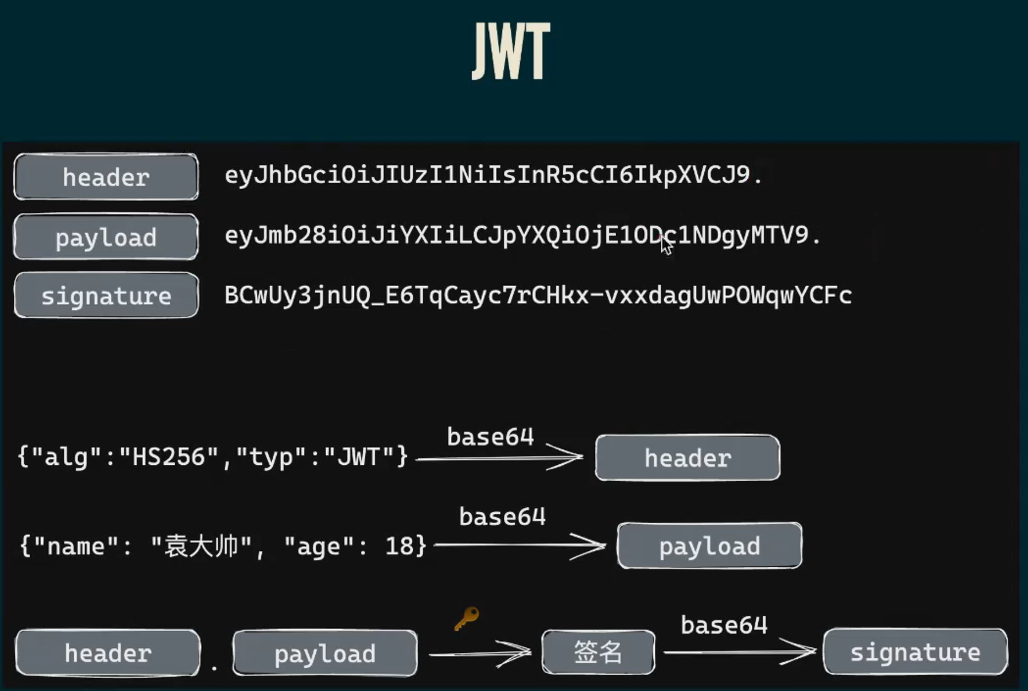 JWT
header eyJhbGciOiJIUzI1NiIsInR5cCI6IkpXVCJ9.
payload eyJmb28iOiJiYXIiLCJpYXQiOjE1ODc1NDgyMTV9.
signature BCwUy3jnUQ_E6TqCayc7rCHkx-vxxdagUwPOWqwYCFc
base64
{"alg":"HS256","typ":"JWT"} header
base64
{"name": "袁大帅", "age": 18} payload
base64
header . payload 签名 signature